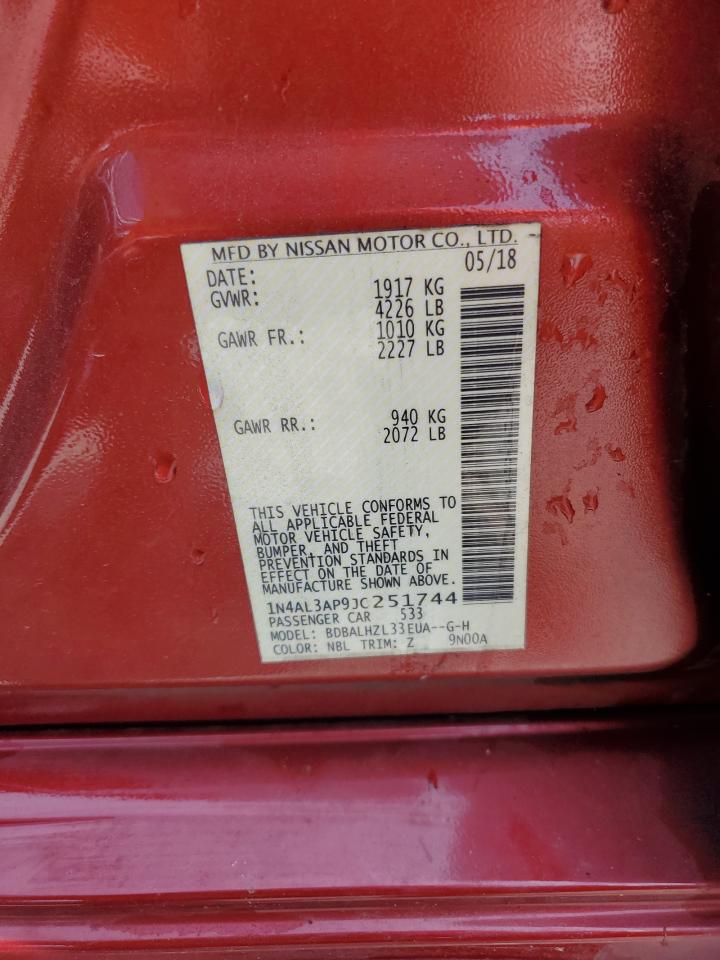 MFD BY NISSAN MOTOR CO., LTD.
DATE: 05/18
GVWR: 1917 KG
4226 LB
GAWR FR.: 1010 KG
2227 LB
GAWR RR.: 940 KG
2072 LB
THIS VEHICLE CONFORMS TO
ALL APPLICABLE FEDERAL
MOTOR VEHICLE SAFETY,
BUMPER, AND THEFT
PREVENTION STANDARDS IN
EFFECT ON THE DATE OF
MANUFACTURE SHOWN ABOVE.
1N4AL3AP9JC251744
PASSENGER CAR 533
MODEL: BDBALHZL33EUA--G-H
COLOR: NBL TRIM: Z 9N00A